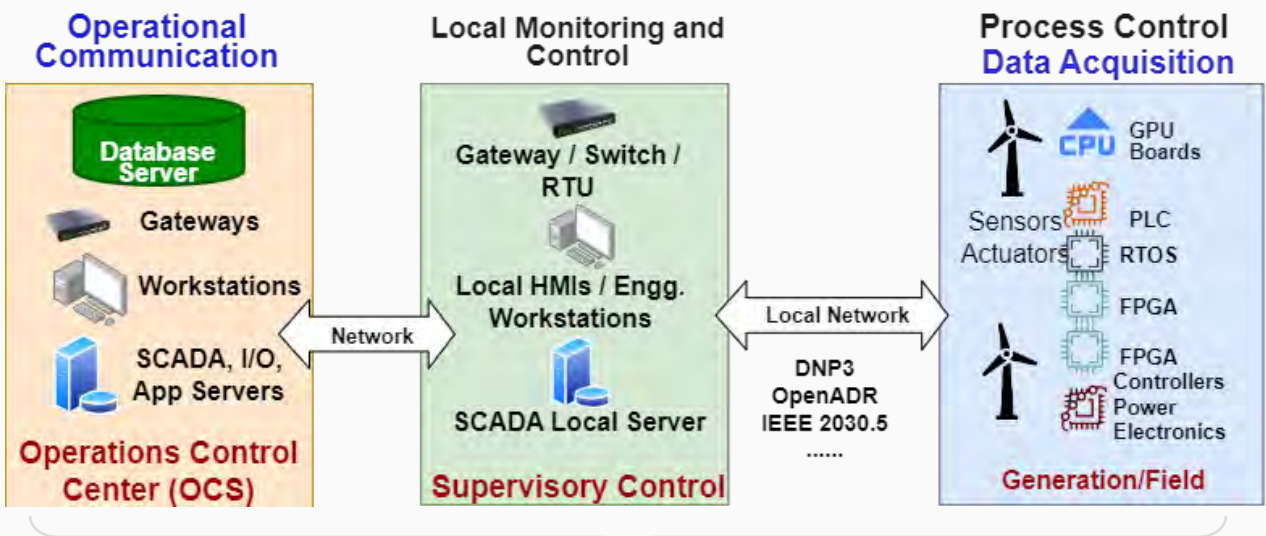 Operational
Communication
Database
Server
Gateways
Workstations
SCADA, I/O,
App Servers
Operations Control
Center (OCS)
Network
Local Monitoring and
Control
Gateway / Switch /
RTU
Local HMIs / Engg.
Workstations
SCADA Local Server
Supervisory Control
Local Network
DNP3
OpenADR
IEEE 2030.5
......
Process Control
Data Acquisition
CPU
GPU
Boards
Sensors
Actuators
PLC
RTOS
FPGA
FPGA
Controllers
Power
Electronics
Generation/Field